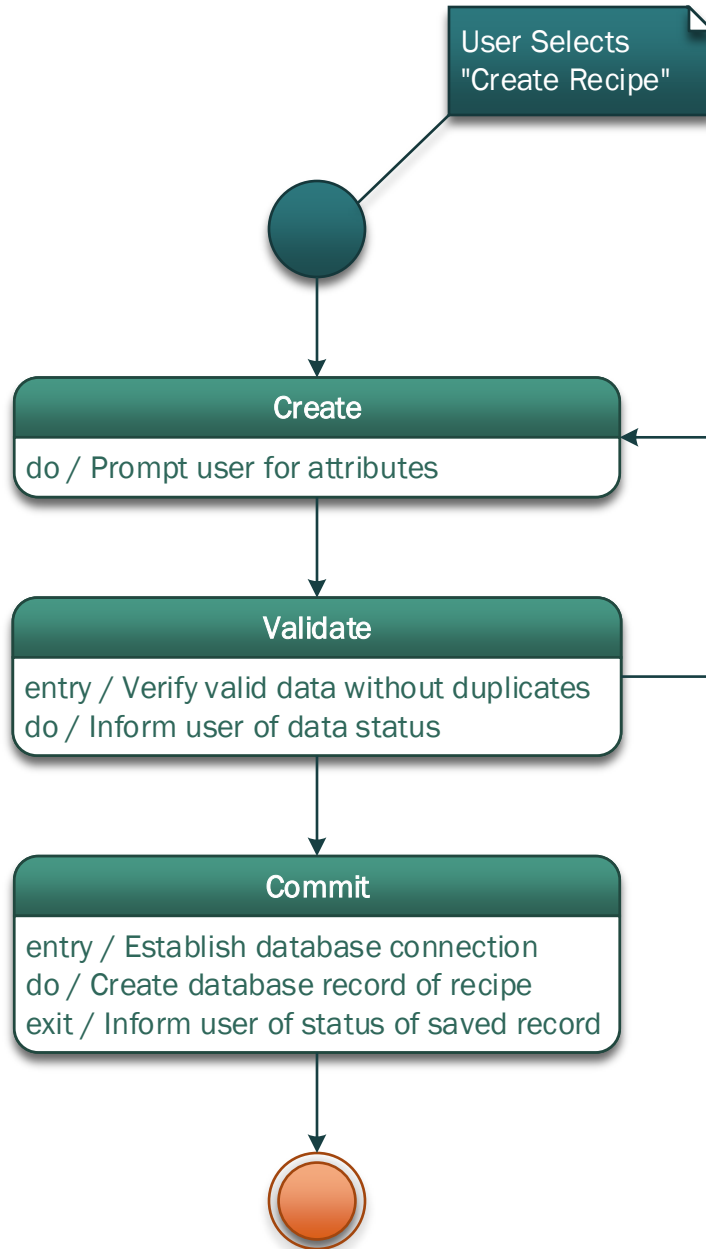 User Selects
"Create Recipe"
Create
do / Prompt user for attributes
Validate
entry / Verify valid data without duplicates
do / Inform user of data status
Commit
entry / Establish database connection
do / Create database record of recipe
exit / Inform user of status of saved record